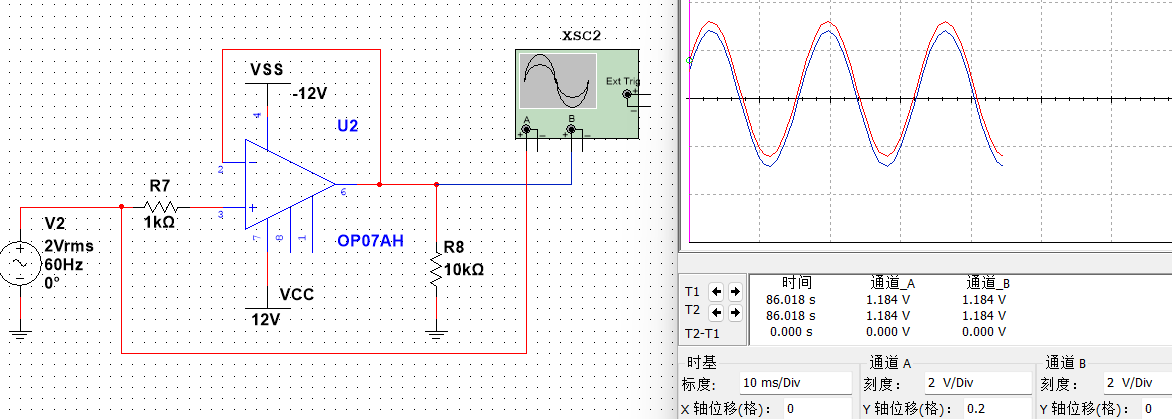 XSC2
Ext Trig
+
−
A
B
+ − + −
VSS
-12V
4
U2
2
−
6
3
+
7
8
1
OP07AH
R7
1kΩ
V2
2Vrms
60Hz
0°
+
R8
10kΩ
VCC
12V
时间 通道_A 通道_B
T1 86.018 s 1.184 V 1.184 V
T2 86.018 s 1.184 V 1.184 V
T2-T1 0.000 s 0.000 V 0.000 V
时基 通道 A 通道 B
标度： 10 ms/Div 刻度： 2 V/Div 刻度： 2 V/Div
X 轴位移(格)： 0 Y 轴位移(格)： 0.2 Y 轴位移(格)： 0